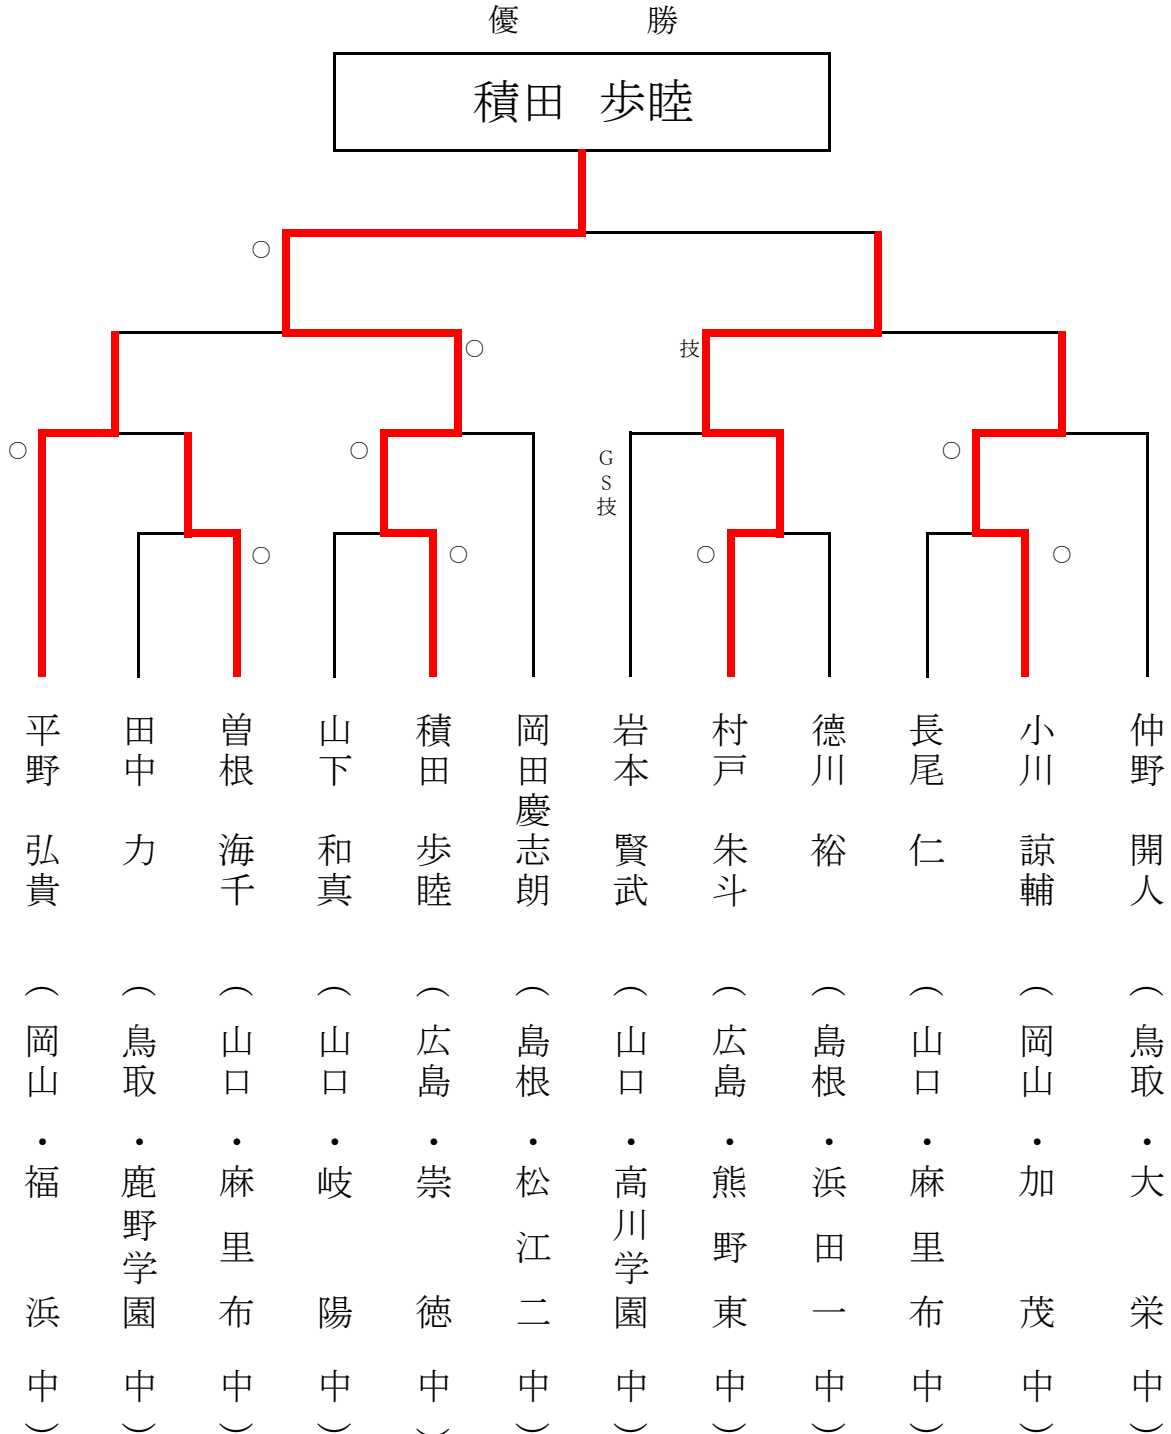 優 勝
積田 歩睦
○
○
技
○
○
GS技
○
○
○
○
○
平野 弘貴 (岡山・福浜中)
田中 力 (鳥取・鹿野学園中)
曽根 海千 (山口・麻里布中)
山下 和真 (山口・岐陽中)
積田 歩睦 (広島・崇徳中)
岡田慶志朗 (島根・松江二中)
岩本 賢武 (山口・高川学園中)
村戸 朱斗 (広島・熊野東中)
德川 裕 (島根・浜田一中)
長尾 仁 (山口・麻里布中)
小川 諒輔 (岡山・加茂中)
仲野 開人 (鳥取・大栄中)